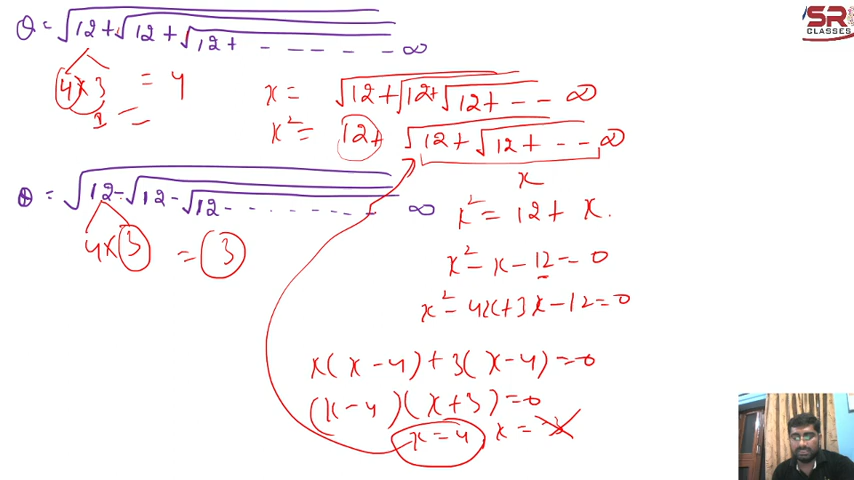 SR
CLASSES
Q = √12 + √12 + √12 + - - - - - - ∞
4 × 3 = 4
1
x = √12 + √12 + √12 + - - ∞
x² = 12 + √12 + √12 + - - ∞
x
x² = 12 + x.
x² - x - 12 = 0
x² - 4x + 3x - 12 = 0
x(x - 4) + 3(x - 4) = 0
(x - 4)(x + 3) = 0
x = 4, x = -3
= √12 - √12 - √12 - - - - - - - ∞
4 × 3 = 3